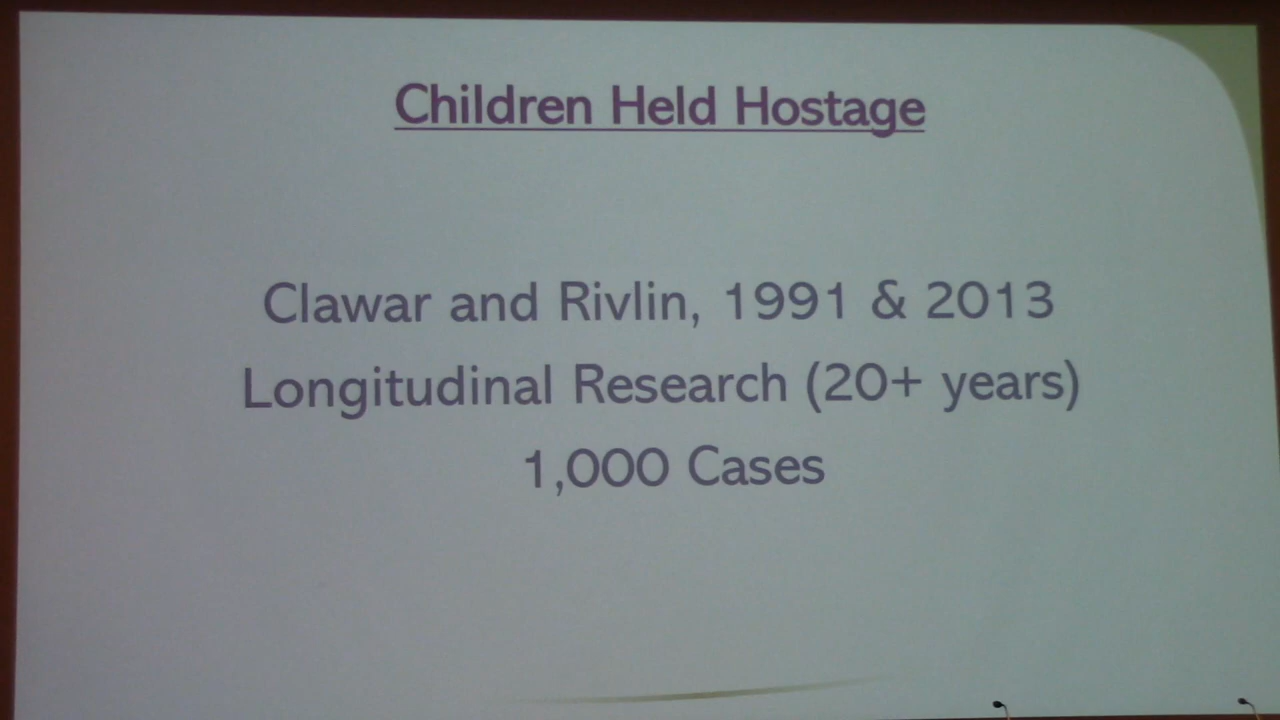 Children Held Hostage
Clawar and Rivlin, 1991 & 2013
Longitudinal Research (20+ years)
1,000 Cases